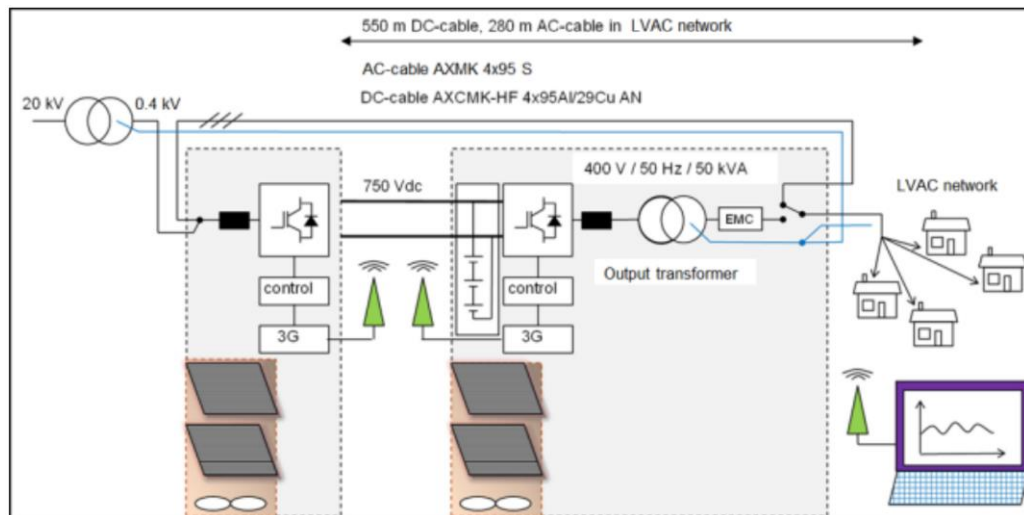 550 m DC-cable, 280 m AC-cable in LVAC network
AC-cable AXMK 4x95 S
DC-cable AXCMK-HF 4x95Al/29Cu AN
20 kV
0.4 kV
400 V / 50 Hz / 50 kVA
750 Vdc
LVAC network
EMC
Output transformer
control
control
3G
3G